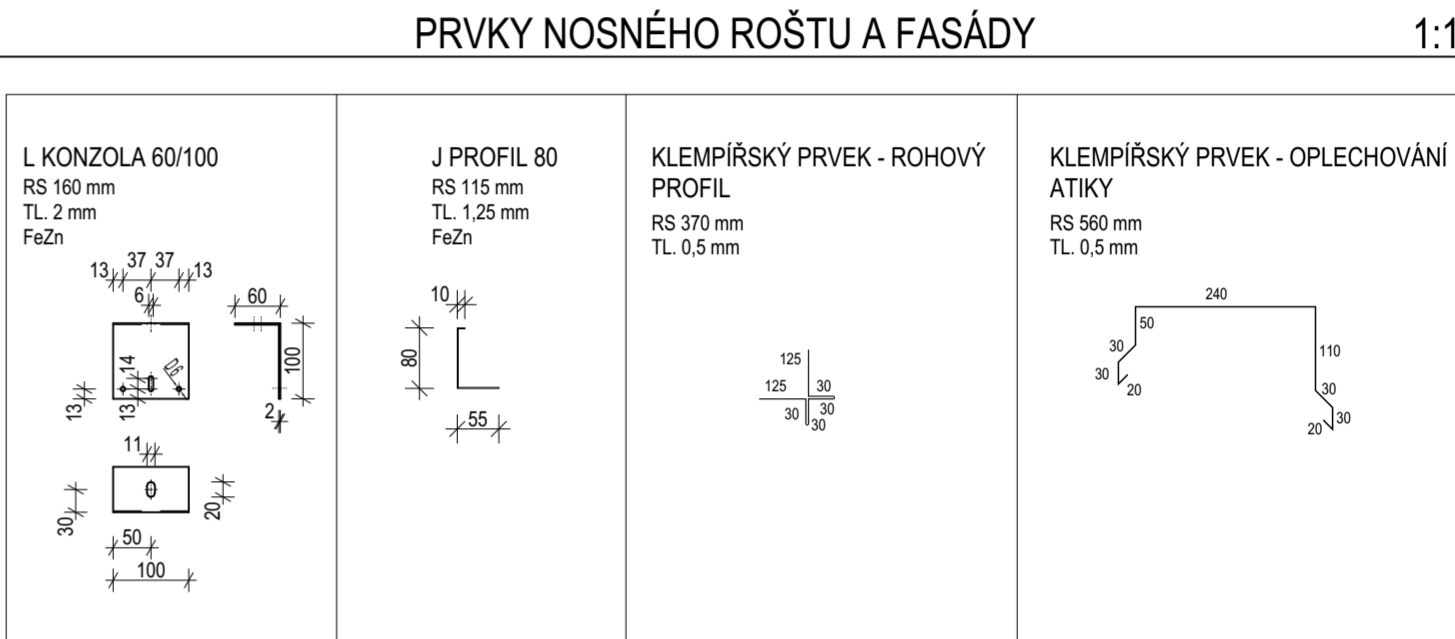 PRVKY NOSNÉHO ROŠTU A FASÁDY 1:1
L KONZOLA 60/100
RS 160 mm
TL. 2 mm
FeZn
13 37 37 13
6
60
100
14
D6
13
13
2
11
30
20
50
100
J PROFIL 80
RS 115 mm
TL. 1,25 mm
FeZn
10
80
55
KLEMPÍŘSKÝ PRVEK - ROHOVÝ
PROFIL
RS 370 mm
TL. 0,5 mm
125
125 30
30 30
30
KLEMPÍŘSKÝ PRVEK - OPLECHOVÁNÍ
ATIKY
RS 560 mm
TL. 0,5 mm
240
50
30
110
30
20
30
30
20